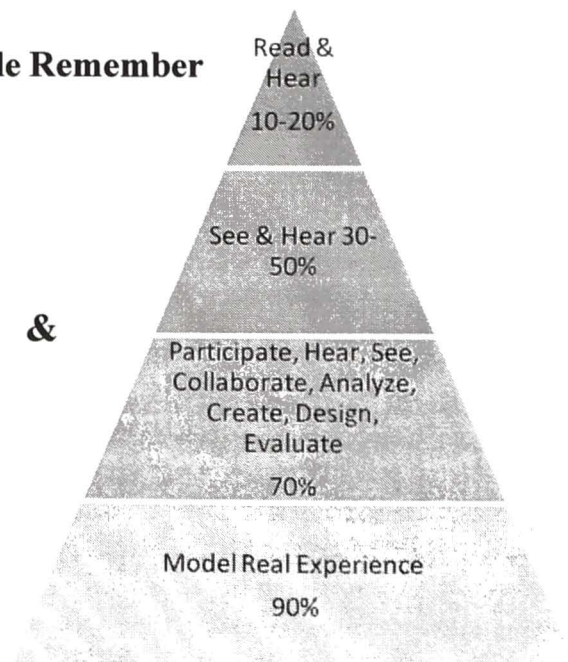 le Remember
Read &
Hear
10-20%
See & Hear 30-
50%
&
Participate, Hear, See,
Collaborate, Analyze,
Create, Design,
Evaluate
70%
Model Real Experience
90%